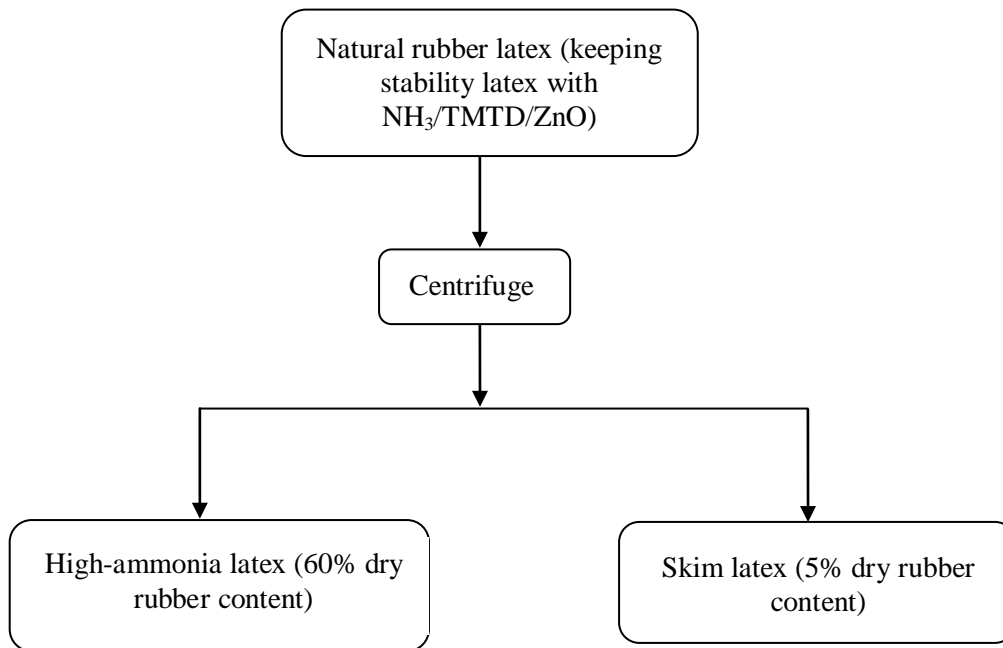 Natural rubber latex (keeping
stability latex with
NH₃/TMTD/ZnO)
Centrifuge
High-ammonia latex (60% dry
rubber content)
Skim latex (5% dry rubber
content)